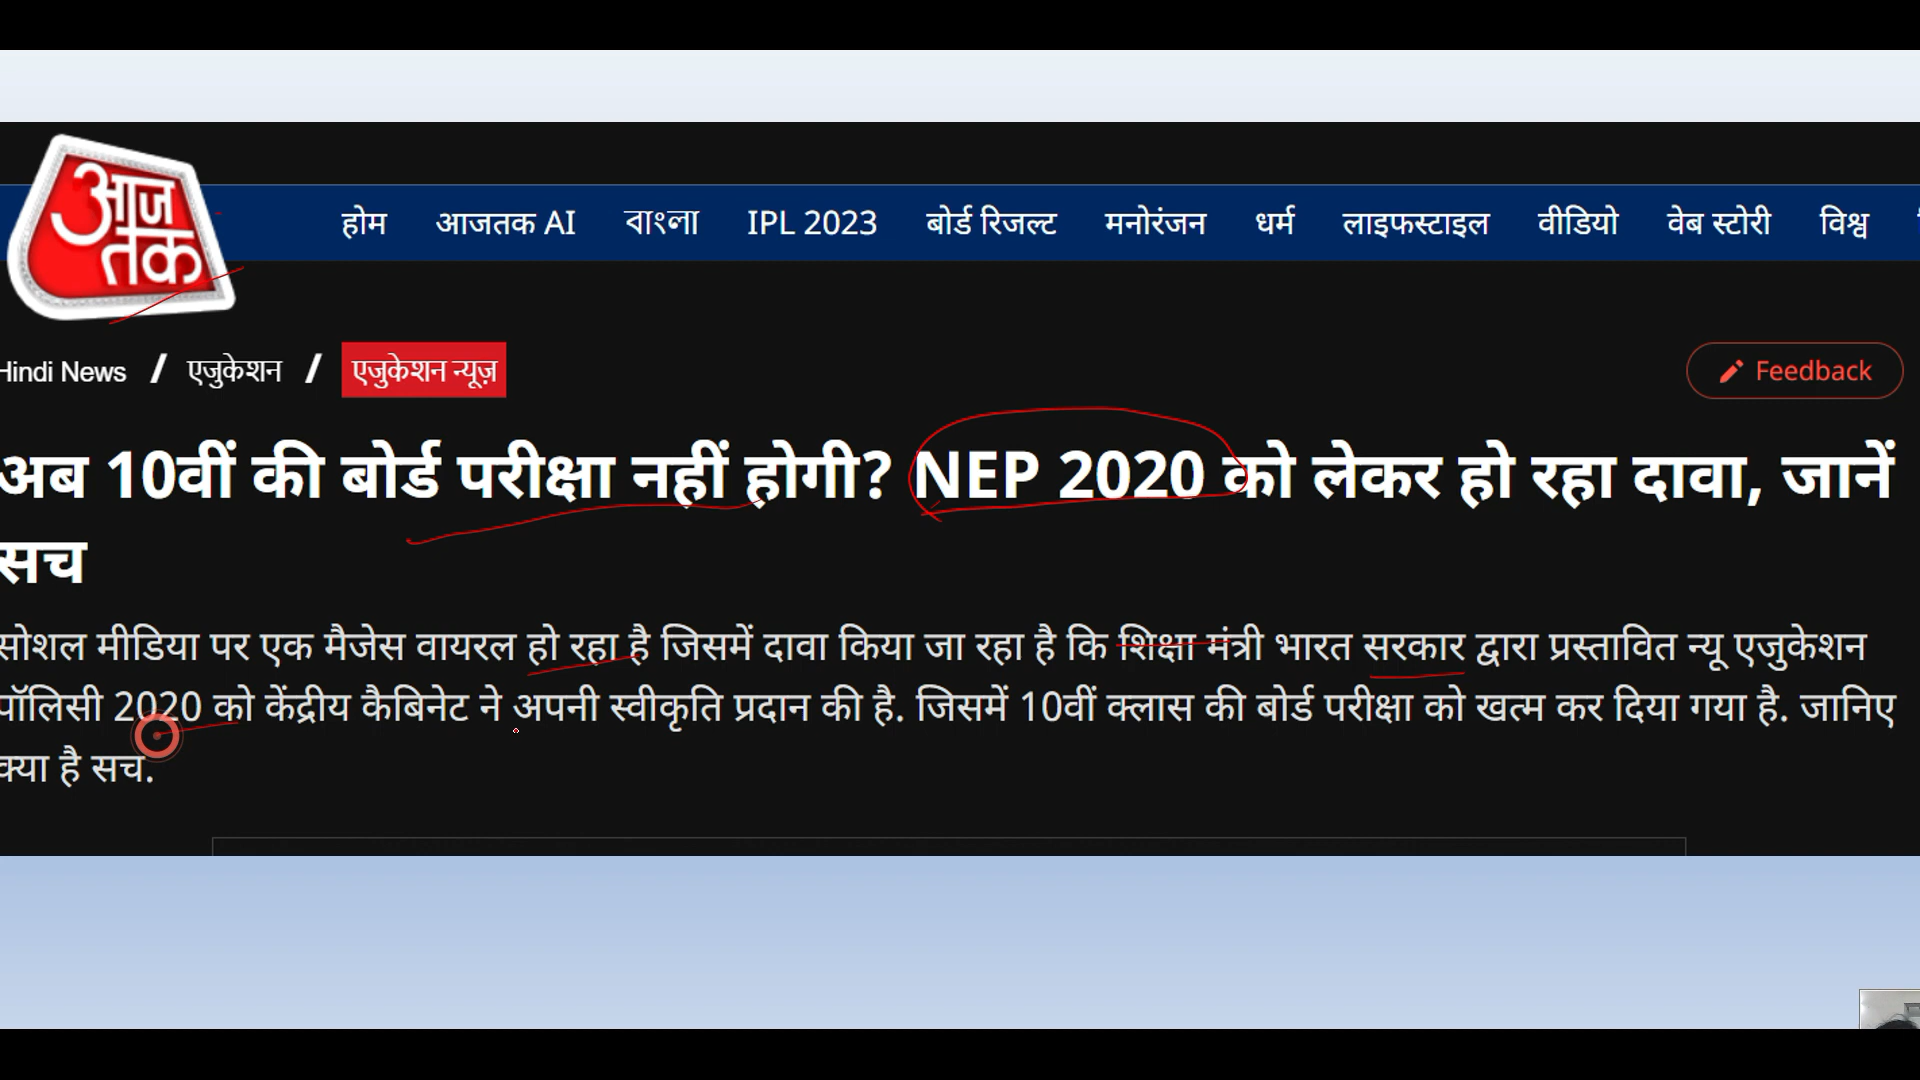 आज
तक
होम आजतक AI বাংলা IPL 2023 बोर्ड रिजल्ट मनोरंजन धर्म लाइफस्टाइल वीडियो वेब स्टोरी विश्व
Hindi News / एजुकेशन / एजुकेशन न्यूज़
Feedback
अब 10वीं की बोर्ड परीक्षा नहीं होगी? NEP 2020 को लेकर हो रहा दावा, जानें
सच
सोशल मीडिया पर एक मैजेस वायरल हो रहा है जिसमें दावा किया जा रहा है कि शिक्षा मंत्री भारत सरकार द्वारा प्रस्तावित न्यू एजुकेशन
पॉलिसी 2020 को केंद्रीय कैबिनेट ने अपनी स्वीकृति प्रदान की है. जिसमें 10वीं क्लास की बोर्ड परीक्षा को खत्म कर दिया गया है. जानिए
क्या है सच.